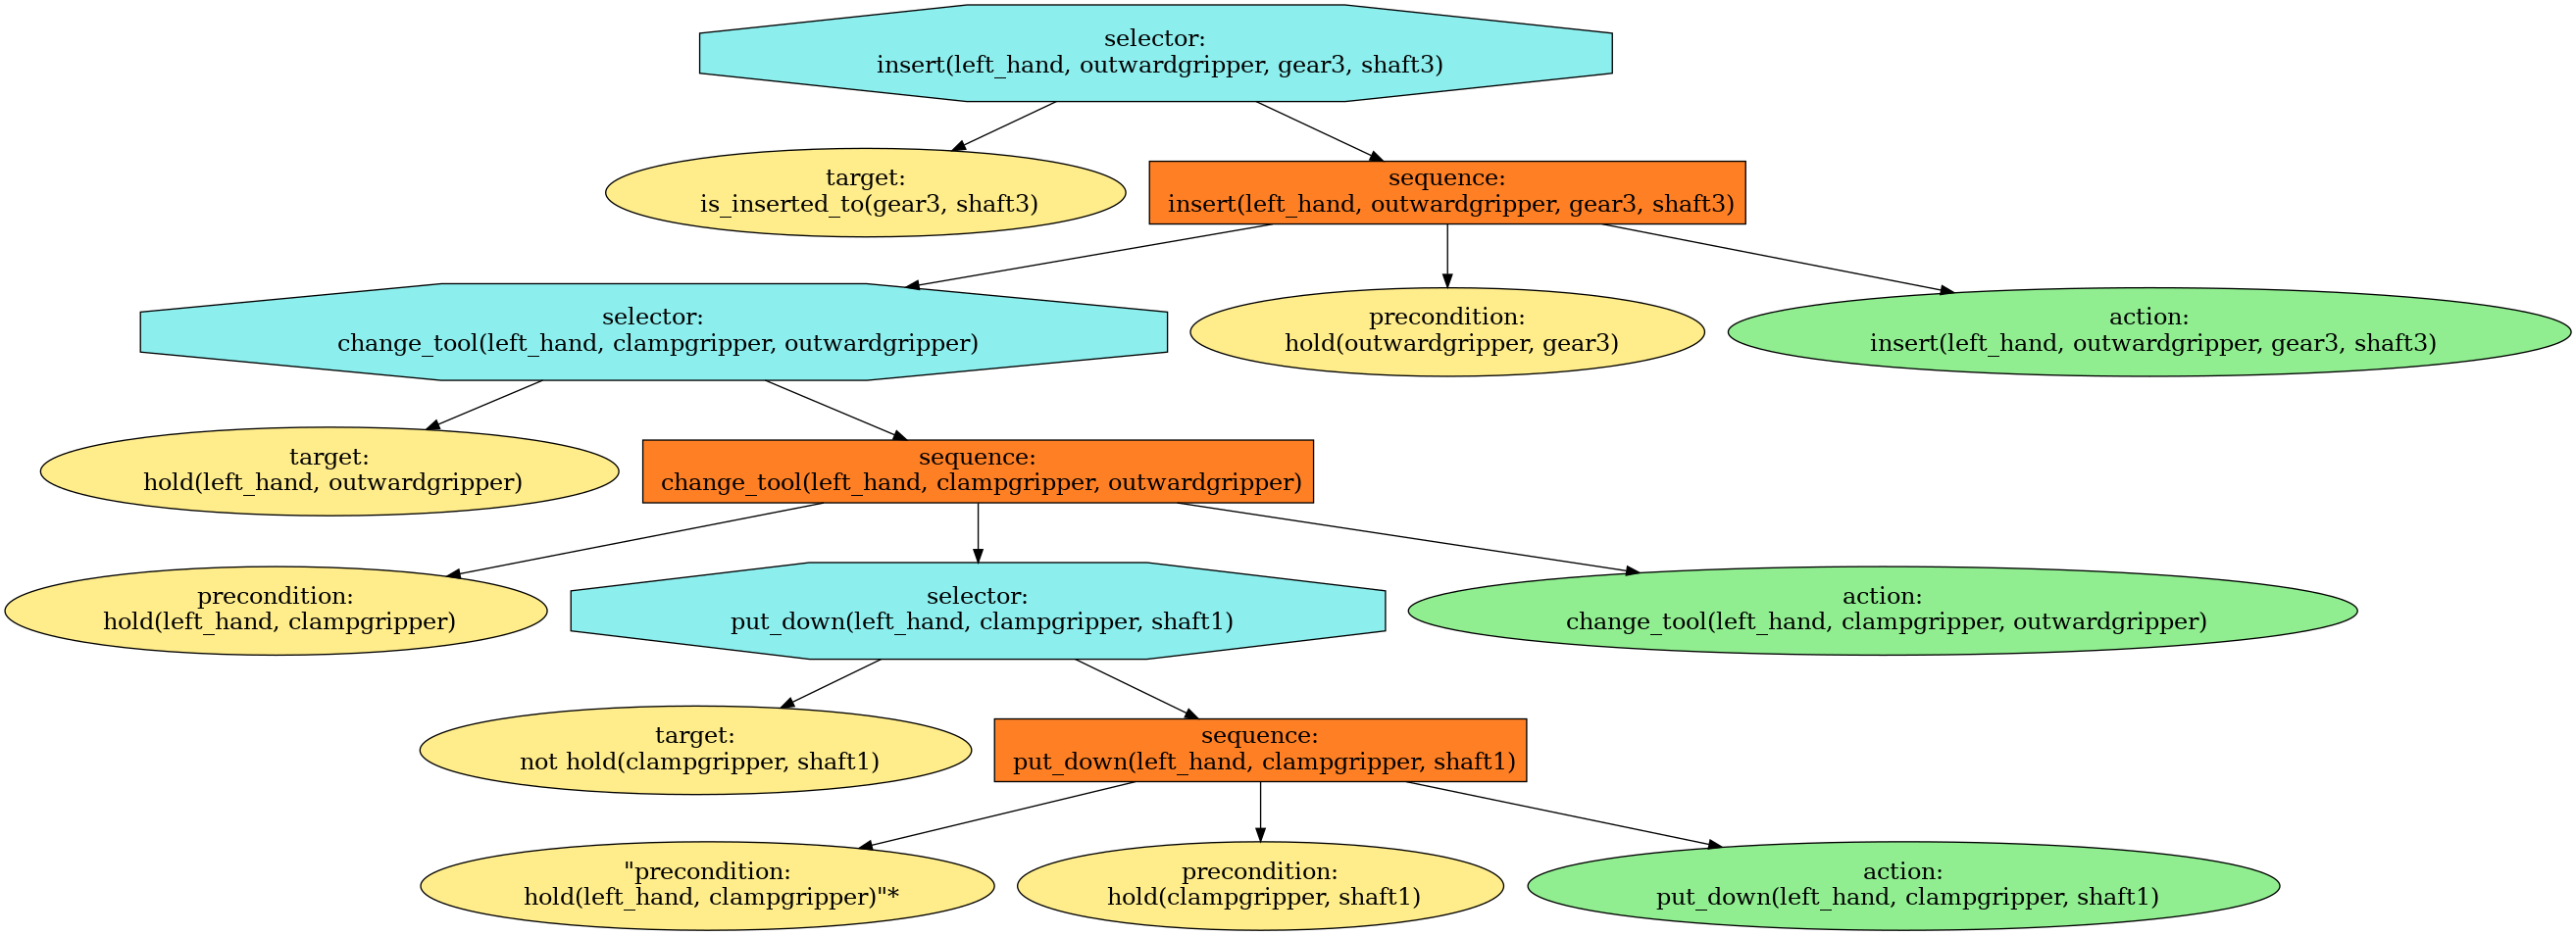 selector:
insert(left_hand, outwardgripper, gear3, shaft3)
target:
is_inserted_to(gear3, shaft3)
sequence:
insert(left_hand, outwardgripper, gear3, shaft3)
selector:
change_tool(left_hand, clampgripper, outwardgripper)
precondition:
hold(outwardgripper, gear3)
action:
insert(left_hand, outwardgripper, gear3, shaft3)
target:
hold(left_hand, outwardgripper)
sequence:
change_tool(left_hand, clampgripper, outwardgripper)
precondition:
hold(left_hand, clampgripper)
selector:
put_down(left_hand, clampgripper, shaft1)
action:
change_tool(left_hand, clampgripper, outwardgripper)
target:
not hold(clampgripper, shaft1)
sequence:
put_down(left_hand, clampgripper, shaft1)
"precondition:
hold(left_hand, clampgripper)"*
precondition:
hold(clampgripper, shaft1)
action:
put_down(left_hand, clampgripper, shaft1)